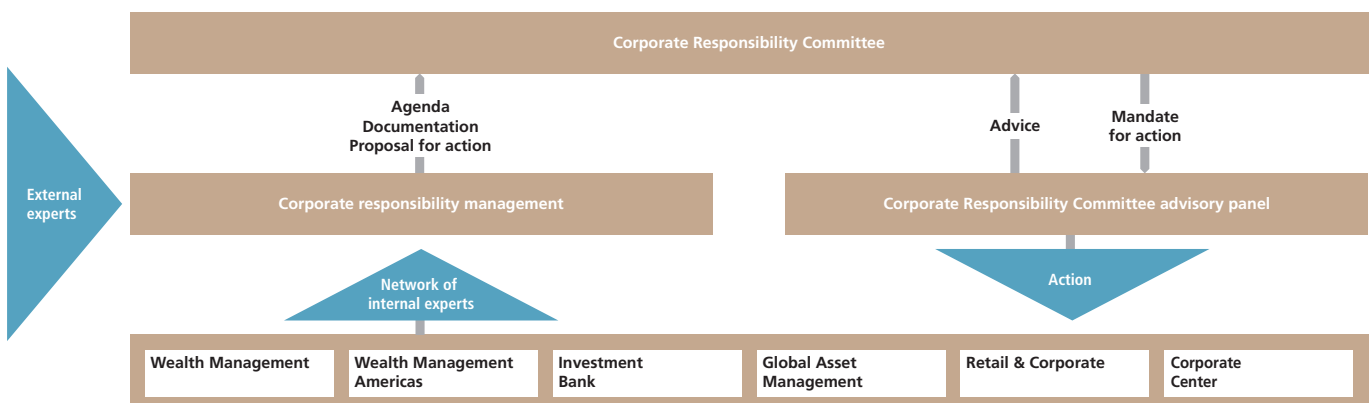 Corporate Responsibility Committee
Agenda
Documentation
Proposal for action
Advice
Mandate
for action
External
experts
Corporate responsibility management
Corporate Responsibility Committee advisory panel
Network of
internal experts
Action
Wealth Management
Wealth Management
Americas
Investment
Bank
Global Asset
Management
Retail & Corporate
Corporate
Center